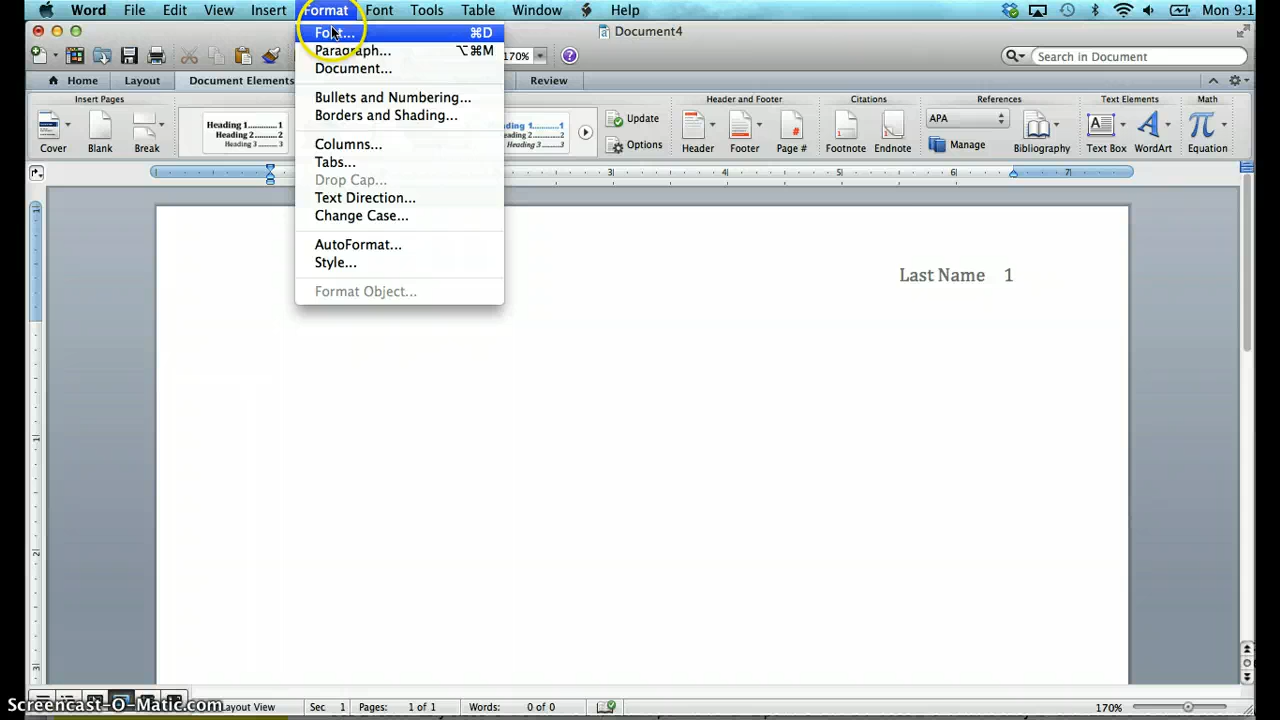 Word File Edit View Insert Format Font Tools Table Window Help Mon 9:1
Document4
170%
Search in Document
Home Layout Document Elements Review
Insert Pages
Header and Footer
Citations
References
Text Elements
Math
Cover
Blank
Break
Heading 1
Heading 2
Heading 3
Heading 2
Heading 3
Update
Options
Header
Footer
Page #
Footnote
Endnote
APA
Manage
Bibliography
Text Box
WordArt
Equation
Font... ⌘D
Paragraph... ⌥⌘M
Document...
Bullets and Numbering...
Borders and Shading...
Columns...
Tabs...
Drop Cap...
Text Direction...
Change Case...
AutoFormat...
Style...
Format Object...
3 4 5 6 7
Last Name 1
1
2
3
Screencast-O-Matic.com
Layout View Sec 1 Pages: 1 of 1 Words: 0 of 0 170%